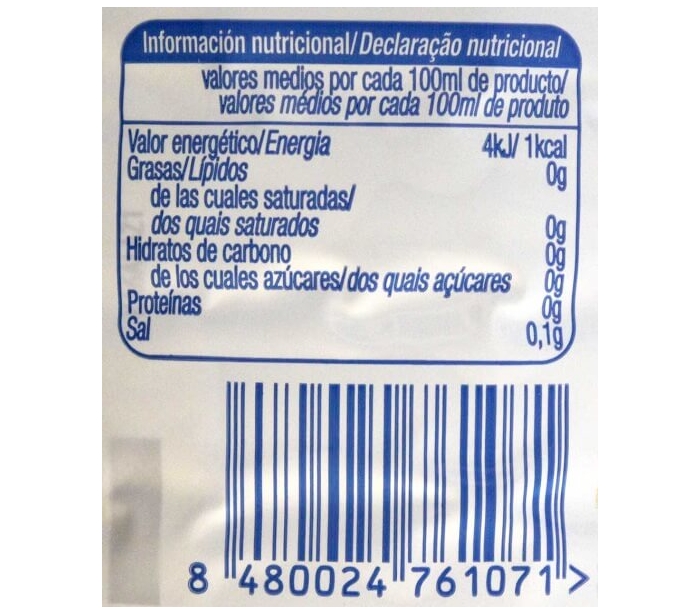 Información nutricional/Declaração nutricional
valores medios por cada 100ml de producto/
valores médios por cada 100ml de produto
Valor energético/Energia 4kJ/ 1kcal
Grasas/Lípidos 0g
de las cuales saturadas/
dos quais saturados 0g
Hidratos de carbono 0g
de los cuales azúcares/dos quais açúcares 0g
Proteínas 0g
Sal 0,1g
8 480024 761071 >